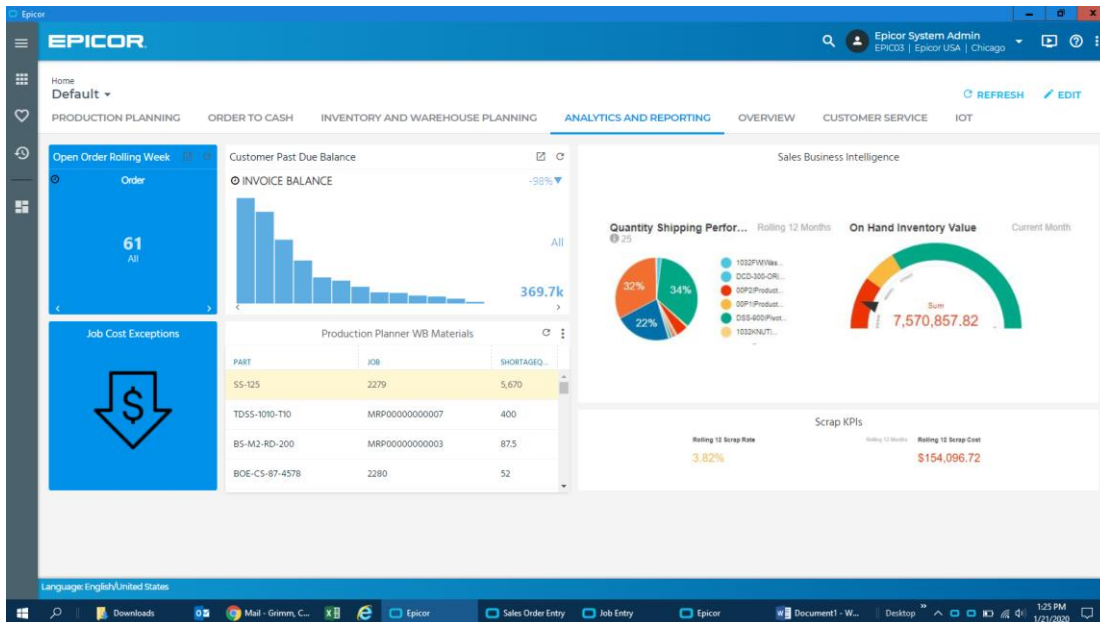 Epicor
EPICOR
Epicor System Admin
EPIC03 | Epicor USA | Chicago
Home
Default
REFRESH
EDIT
PRODUCTION PLANNING ORDER TO CASH INVENTORY AND WAREHOUSE PLANNING ANALYTICS AND REPORTING OVERVIEW CUSTOMER SERVICE IOT
Open Order Rolling Week
Order
61
All
Customer Past Due Balance
INVOICE BALANCE
-98%
All
369.7k
Sales Business Intelligence
Quantity Shipping Perfor... Rolling 12 Months
25
32%
34%
22%
1032FW|Was...
DCD-300-ORI...
00P2|Product...
00P1|Product...
DSS-900|Pivot...
1032KNUT|...
On Hand Inventory Value Current Month
Sum
7,570,857.82
Job Cost Exceptions
$
Production Planner WB Materials
PART JOB SHORTAGEQ...
SS-125 2279 5,670
TDSS-1010-T10 MRP00000000007 400
BS-M2-RD-200 MRP00000000003 87.5
BOE-CS-87-4578 2280 52
Scrap KPIs
Rolling 12 Scrap Rate Rolling 12 Months
3.82%
Rolling 12 Scrap Cost
$154,096.72
Language: English/United States
Downloads Mail - Grimm, C... Epicor Sales Order Entry Job Entry Epicor Document1 - W... Desktop
1:25 PM
1/21/2020